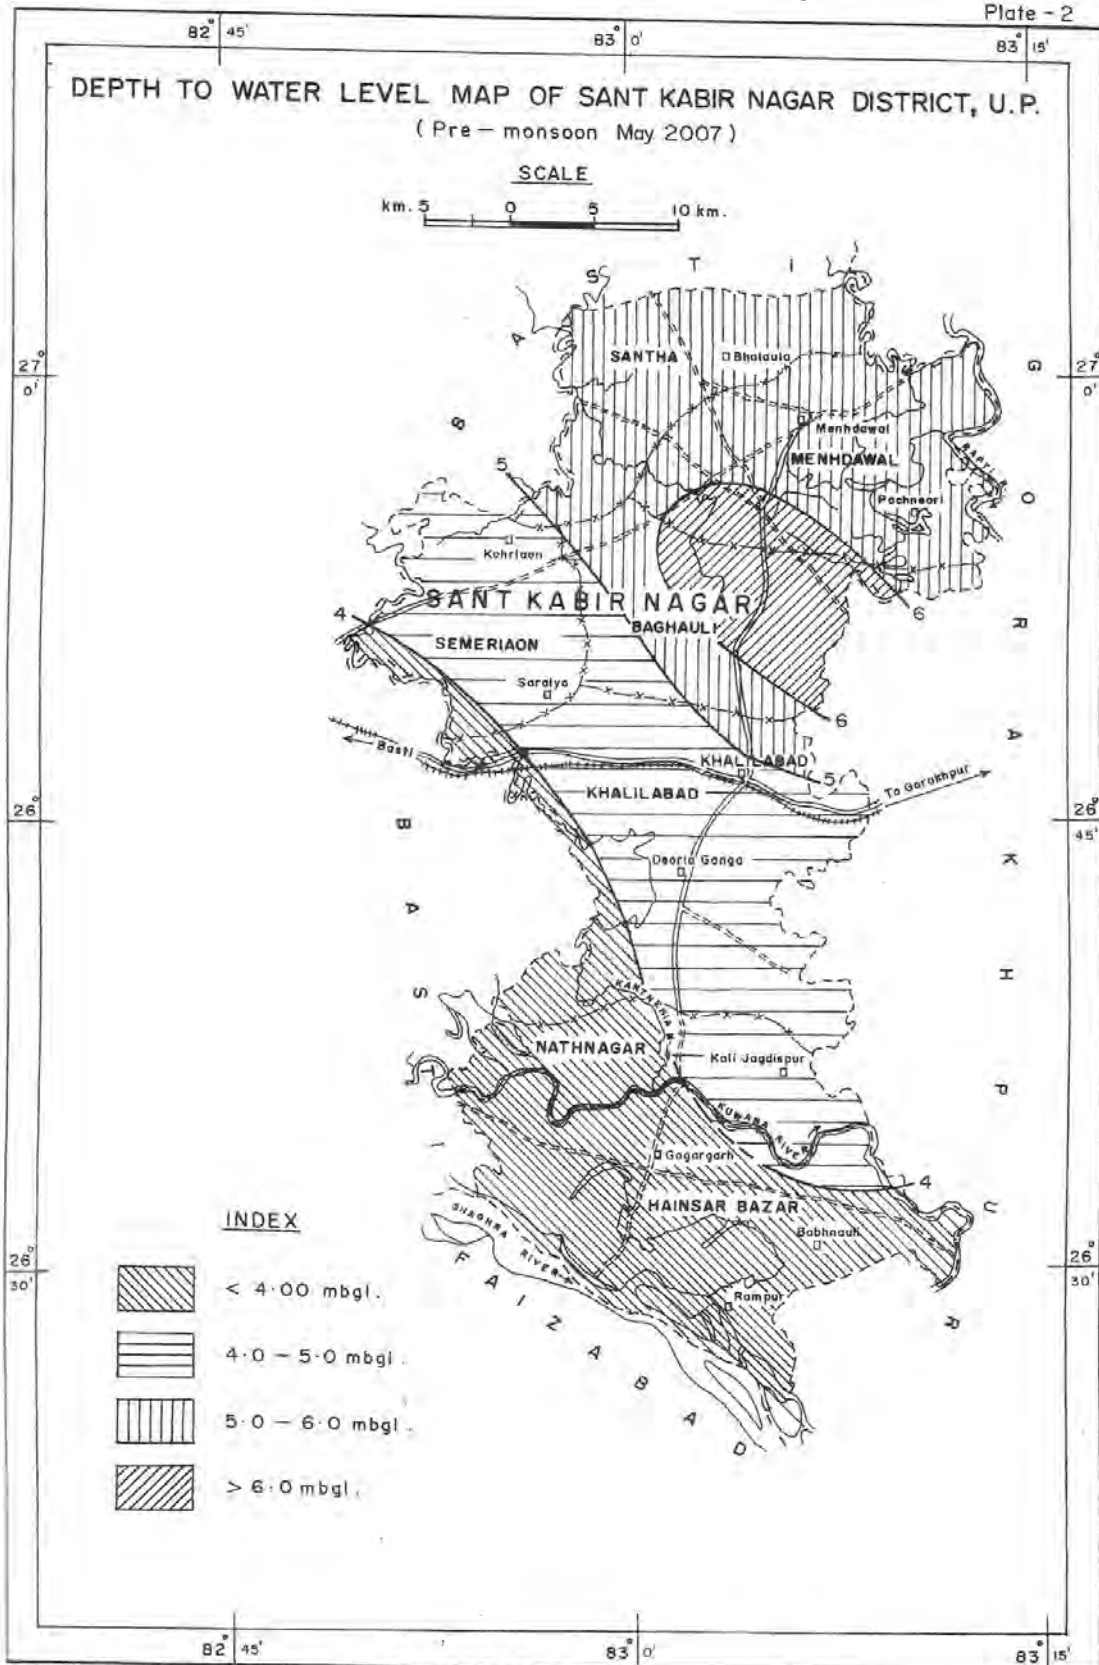 Plate - 2
82° 45'
83° 0'
83° 15'
DEPTH TO WATER LEVEL MAP OF SANT KABIR NAGAR DISTRICT, U.P.
( Pre - monsoon May 2007 )
SCALE
km. 5 0 5 10 km.
B A S T I
SANTHA
27° 0'
27° 0'
Menhdawal
MENHDAWAL
RAPTI
5
Pachneori
G O R A K H P U R
6
4
SANT KABIR NAGAR
BAGHAULI
SEMERIAON
Saraiya
6
Basti
KHALILABAD
5
KHALILABAD
To Gorakhpur
26° 45'
26°
Deoria Ganga
B A S T I
NATHNAGAR
Kali Jagdispur
KUWANA RIVER
Gagargarh
4
HAINSAR BAZAR
Babhnauli
GHAGHRA RIVER
Rampur
26° 30'
26° 30'
F A I Z A B A D
INDEX
< 4·00 mbgl.
4·0 – 5·0 mbgl.
5·0 – 6·0 mbgl.
> 6·0 mbgl.
82° 45'
83° 0'
83° 15'